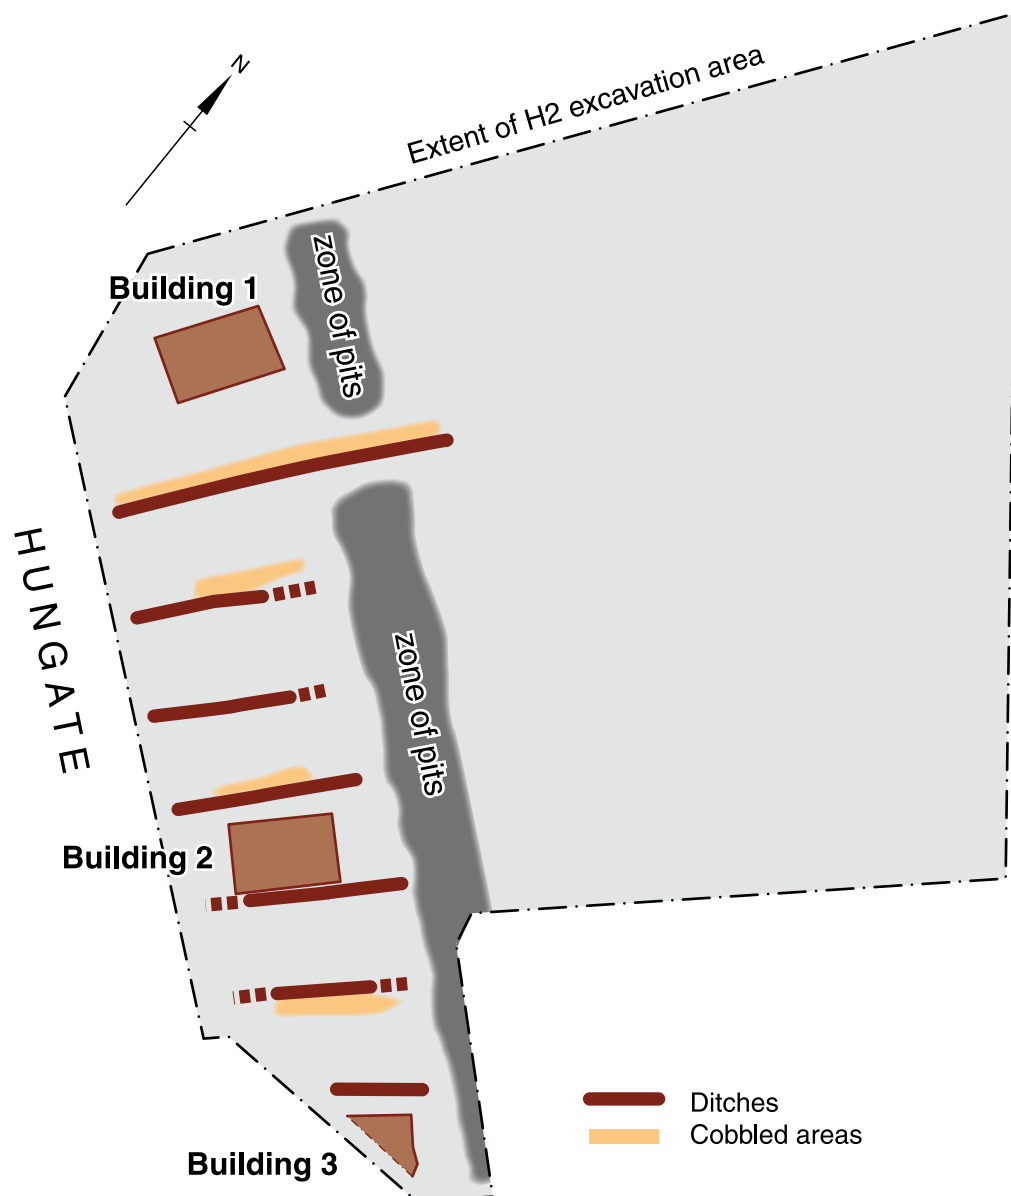 N
Extent of H2 excavation area
Building 1
zone of pits
HUNGATE
zone of pits
Building 2
Building 3
Ditches
Cobbled areas